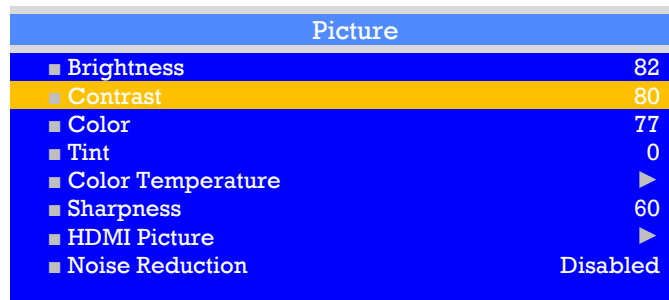 Picture
Brightness 82
Contrast 80
Color 77
Tint 0
Color Temperature ►
Sharpness 60
HDMI Picture ►
Noise Reduction Disabled